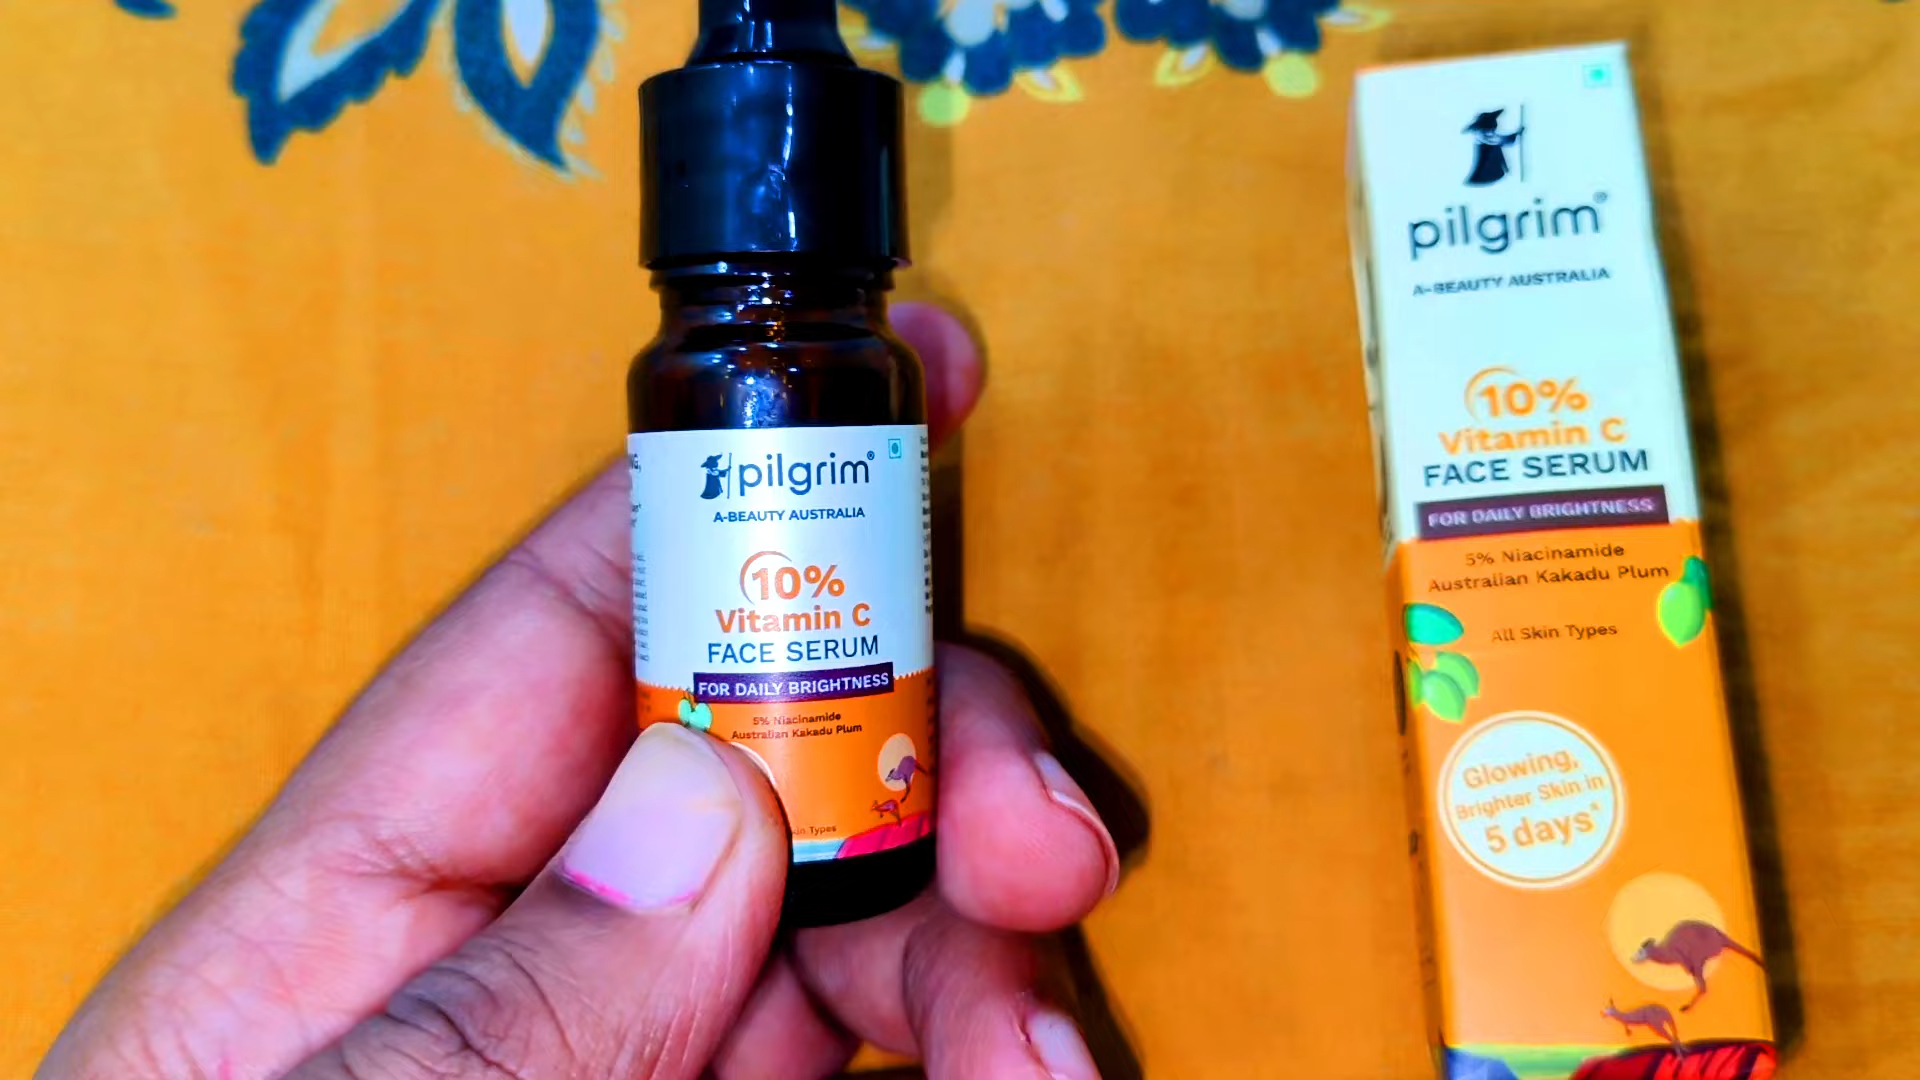 pilgrim®
A-BEAUTY AUSTRALIA
10%
Vitamin C
FACE SERUM
FOR DAILY BRIGHTNESS
5% Niacinamide
Australian Kakadu Plum
Types
pilgrim®
A-BEAUTY AUSTRALIA
10%
Vitamin C
FACE SERUM
FOR DAILY BRIGHTNESS
5% Niacinamide
Australian Kakadu Plum
All Skin Types
Glowing,
Brighter Skin in
5 days^